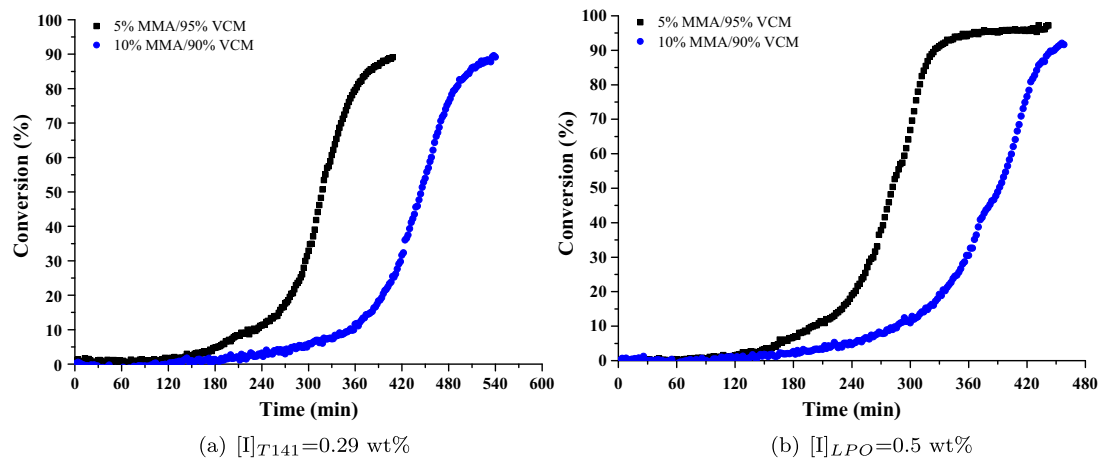 5% MMA/95% VCM
10% MMA/90% VCM
100
90
80
70
60
50
40
30
20
10
0
Conversion (%)
0 60 120 180 240 300 360 420 480 540 600
Time (min)
(a) [I]T141=0.29 wt%
5% MMA/95% VCM
10% MMA/90% VCM
100
90
80
70
60
50
40
30
20
10
0
Conversion (%)
0 60 120 180 240 300 360 420 480
Time (min)
(b) [I]LPO=0.5 wt%